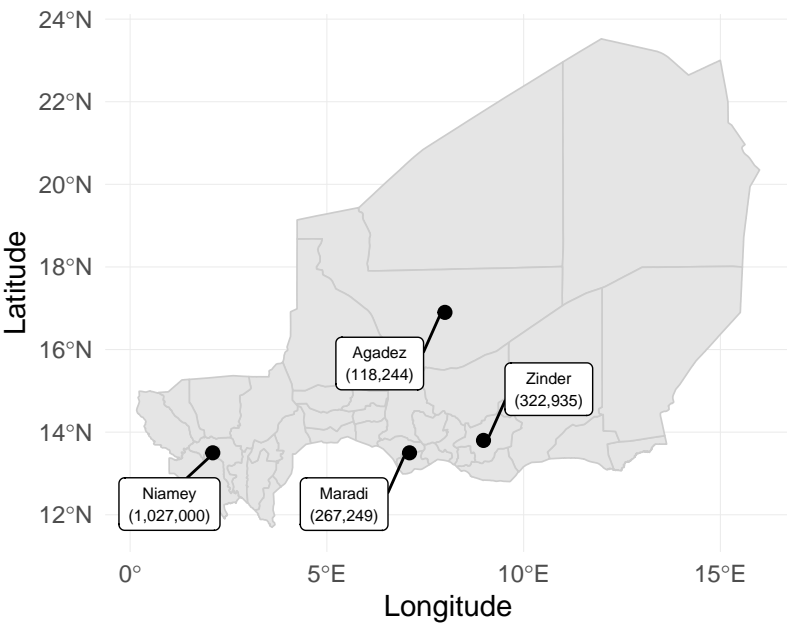 24°N
22°N
20°N
18°N
16°N
14°N
12°N
Latitude
Agadez
(118,244)
Zinder
(322,935)
Niamey
(1,027,000)
Maradi
(267,249)
0°
5°E
10°E
15°E
Longitude